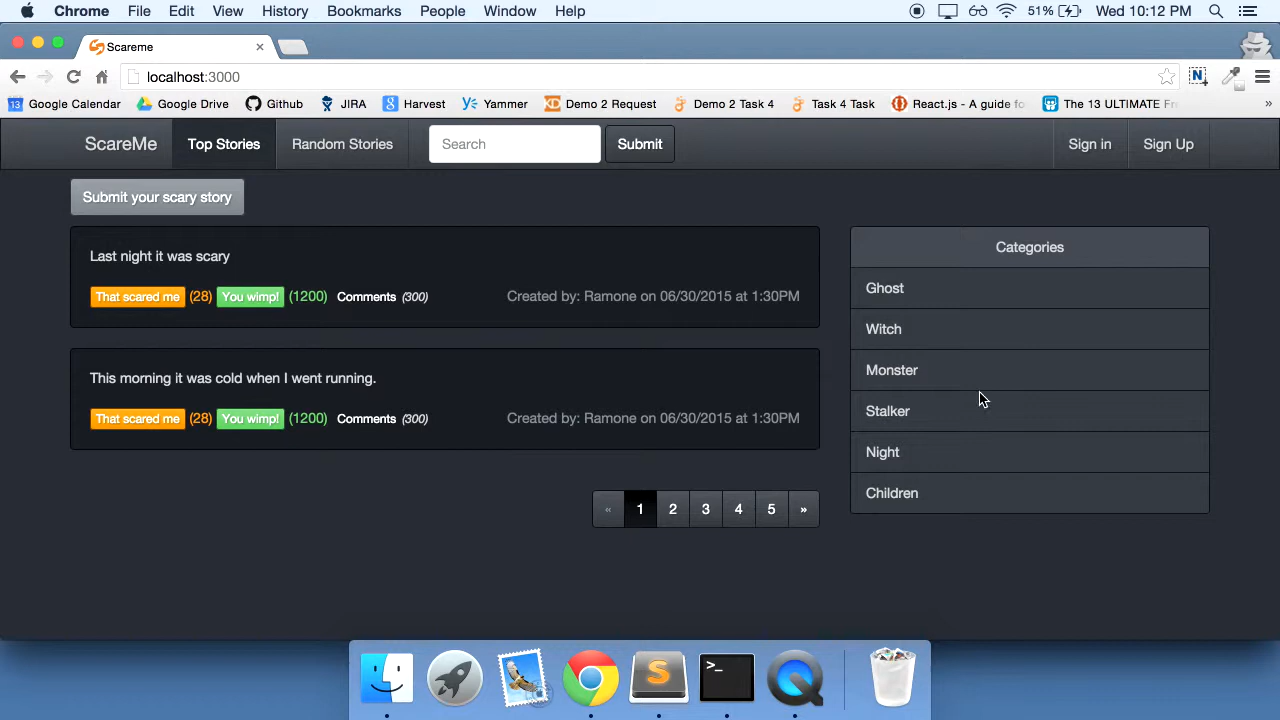 Chrome File Edit View History Bookmarks People Window Help 51% Wed 10:12 PM
Scareme
localhost:3000
13 Google Calendar Google Drive Github JIRA 8 Harvest Yammer XD Demo 2 Request Demo 2 Task 4 Task 4 Task React.js - A guide fo The 13 ULTIMATE Fr »
ScareMe Top Stories Random Stories Search Submit Sign in Sign Up
Submit your scary story
Last night it was scary
That scared me (28) You wimp! (1200) Comments (300) Created by: Ramone on 06/30/2015 at 1:30PM
This morning it was cold when I went running.
That scared me (28) You wimp! (1200) Comments (300) Created by: Ramone on 06/30/2015 at 1:30PM
« 1 2 3 4 5 »
Categories
Ghost
Witch
Monster
Stalker
Night
Children